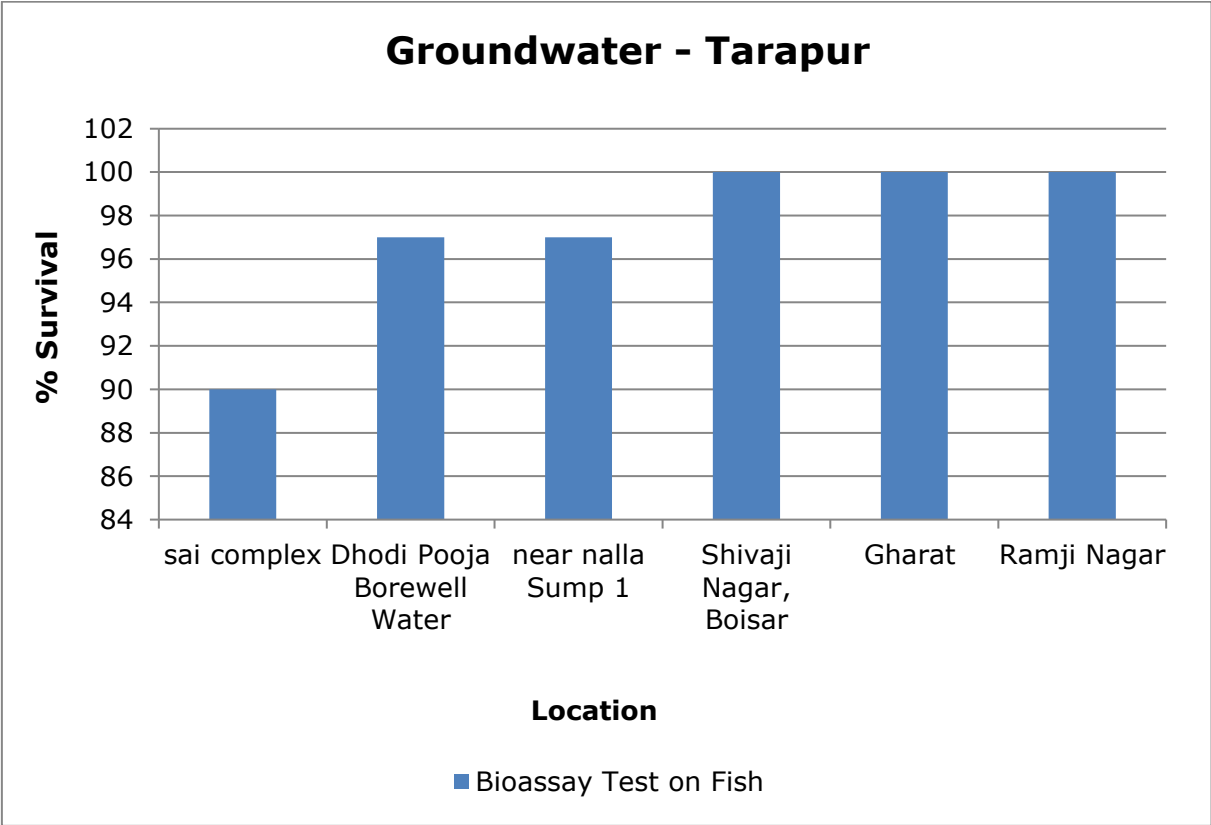 Groundwater - Tarapur
102
100
98
96
94
92
90
88
86
84
% Survival
sai complex
Dhodi Pooja
Borewell
Water
near nalla
Sump 1
Shivaji
Nagar,
Boisar
Gharat
Ramji Nagar
Location
Bioassay Test on Fish